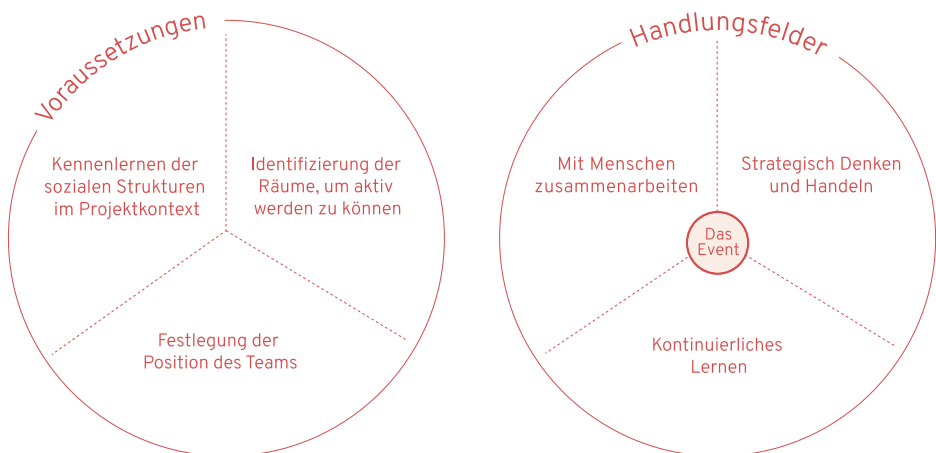 Voraussetzungen
Kennenlernen der
sozialen Strukturen
im Projektkontext
Identifizierung der
Räume, um aktiv
werden zu können
Festlegung der
Position des Teams
Handlungsfelder
Mit Menschen
zusammenarbeiten
Strategisch Denken
und Handeln
Das
Event
Kontinuierliches
Lernen